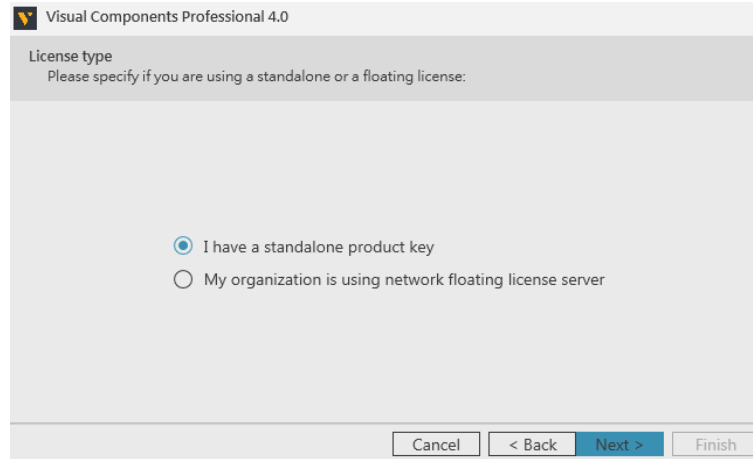 Visual Components Professional 4.0
License type
Please specify if you are using a standalone or a floating license:
I have a standalone product key
My organization is using network floating license server
Cancel
< Back
Next >
Finish